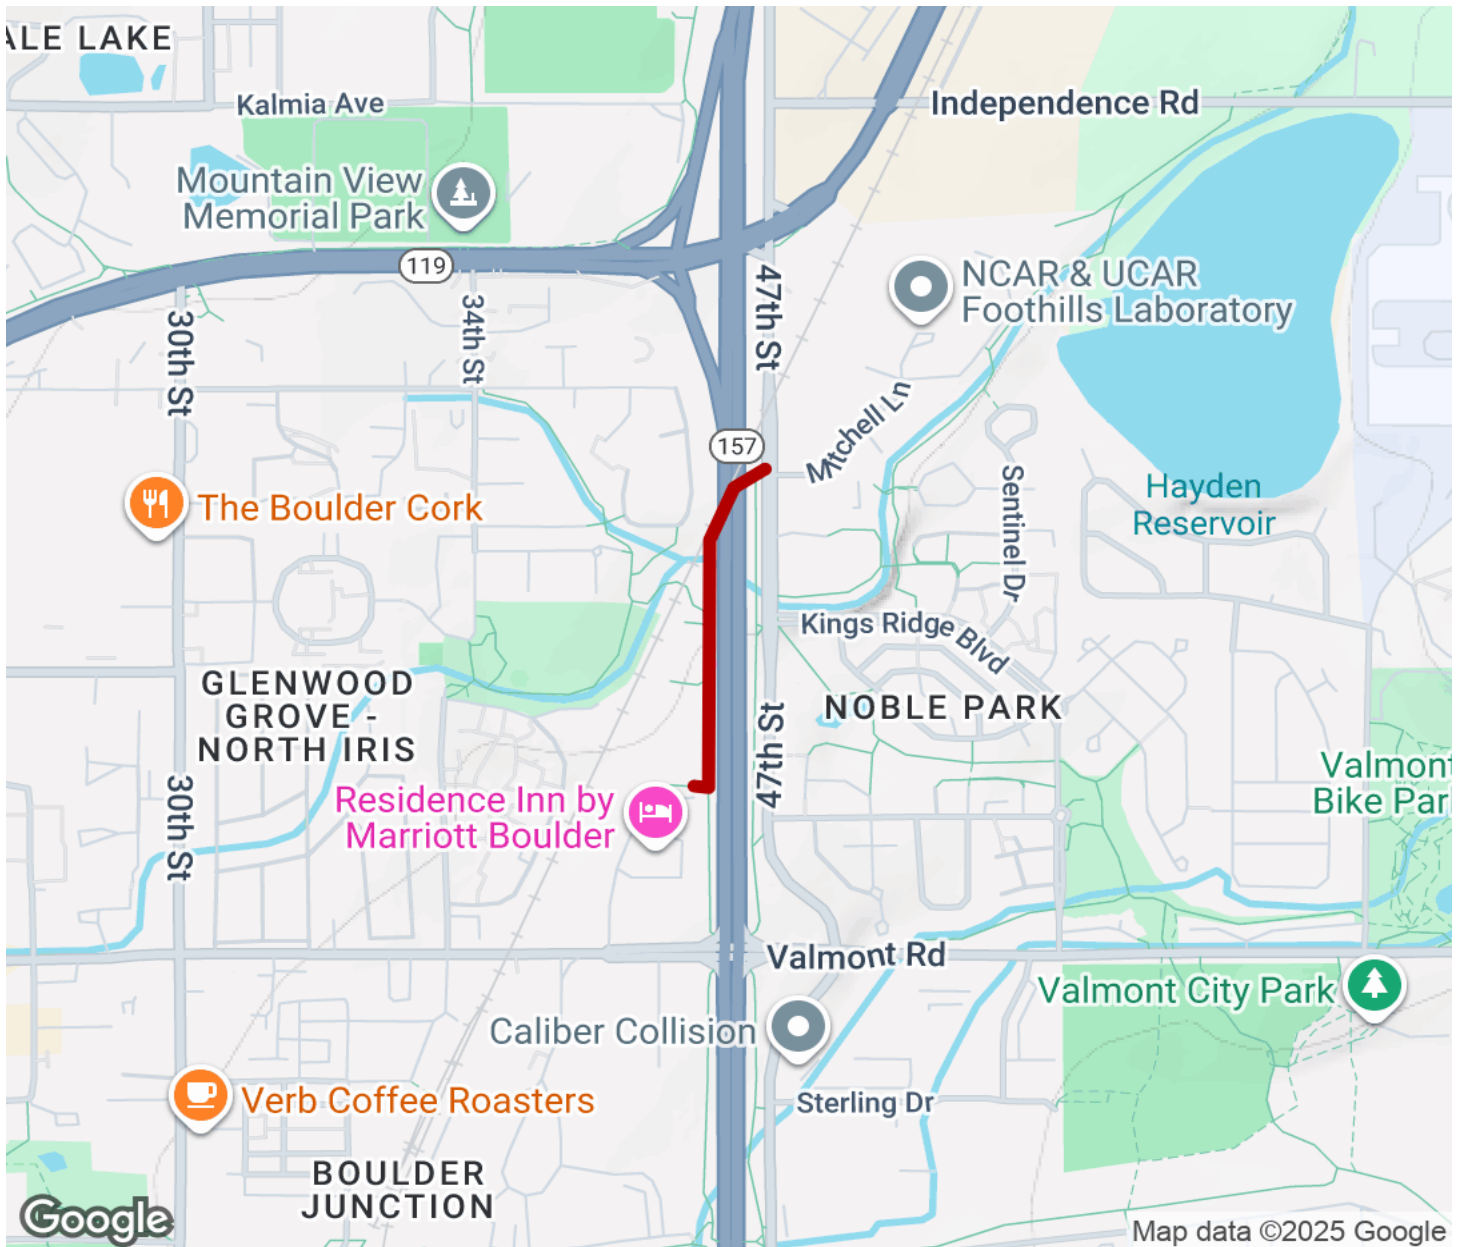 ALE LAKE
Kalmia Ave
Independence Rd
Mountain View
Memorial Park
119
47th St
NCAR & UCAR
Foothills Laboratory
30th St
34th St
157
Mitchell Ln
The Boulder Cork
Sentinel Dr
Hayden
Reservoir
Kings Ridge Blvd
GLENWOOD
GROVE -
NORTH IRIS
NOBLE PARK
47th St
30th St
Residence Inn by
Marriott Boulder
Valmont
Bike Par
Valmont Rd
Valmont City Park
Caliber Collision
Verb Coffee Roasters
Sterling Dr
BOULDER
JUNCTION
Google
Map data ©2025 Google